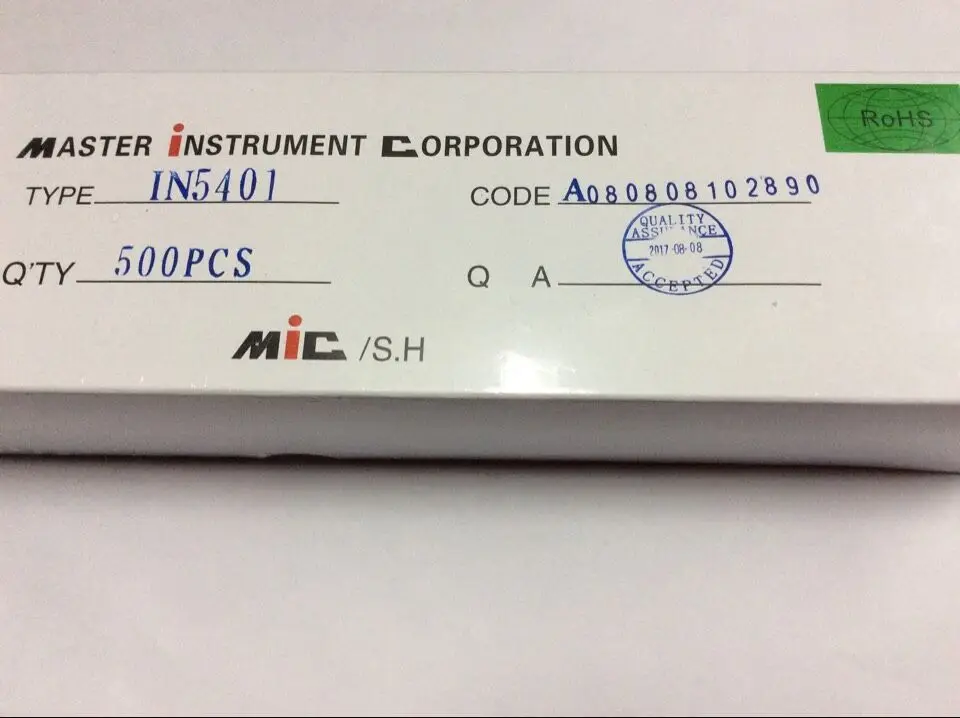 RoHS
MASTER iNSTRUMENT CORPORATION
TYPE IN5401
CODE A080808102890
Q'TY 500PCS
Q A
QUALITY
ASSURANCE
2017-08-08
ACCEPTED
MiC /S.H